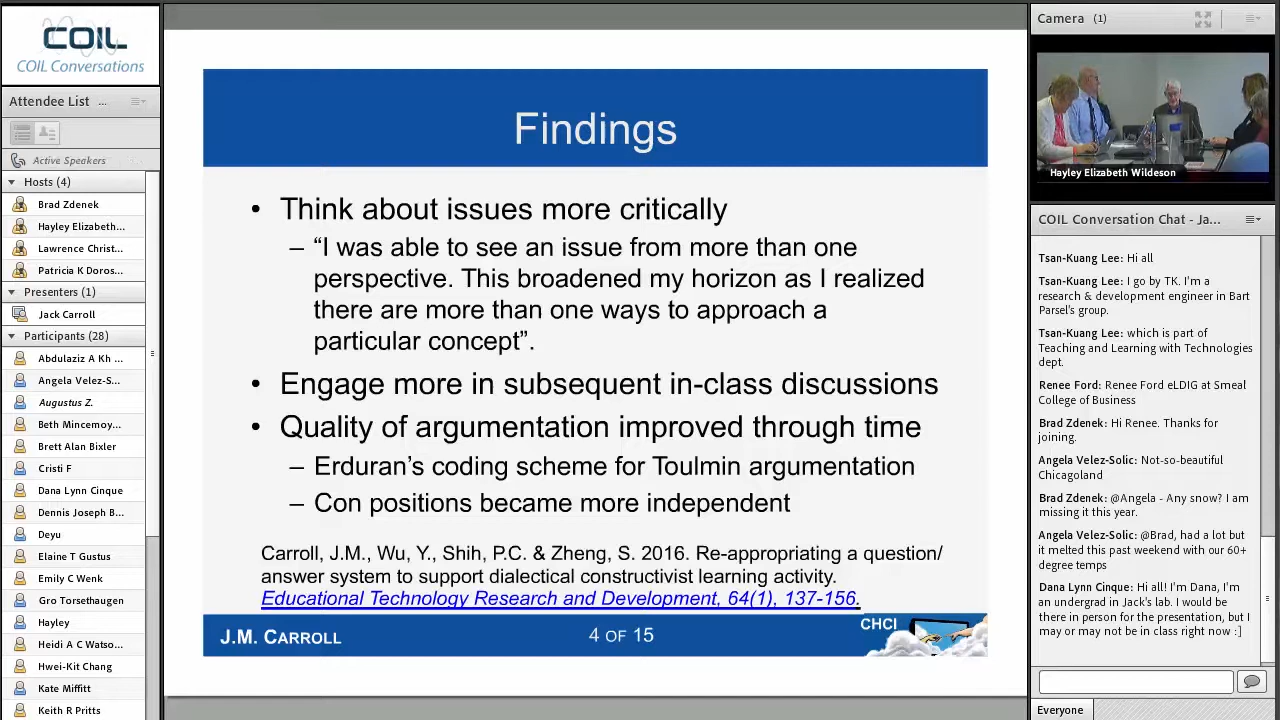 COIL
COIL Conversations
Attendee List ...
Active Speakers
Hosts (4)
Brad Zdenek
Hayley Elizabeth...
Lawrence Christ...
Patricia K Doros...
Presenters (1)
Jack Carroll
Participants (28)
Abdulaziz A Kh ...
Angela Velez-S...
Augustus Z.
Beth Mincemoy...
Brett Alan Bixler
Cristi F
Dana Lynn Cinque
Dennis Joseph B...
Deyu
Elaine T Gustus
Emily C Wenk
Gro Torsethaugen
Hayley
Heidi A C Watso...
Hwei-Kit Chang
Kate Miffitt
Keith R Pritts
Findings
• Think about issues more critically
– “I was able to see an issue from more than one
perspective. This broadened my horizon as I realized
there are more than one ways to approach a
particular concept”.
• Engage more in subsequent in-class discussions
• Quality of argumentation improved through time
– Erduran’s coding scheme for Toulmin argumentation
– Con positions became more independent
Carroll, J.M., Wu, Y., Shih, P.C. & Zheng, S. 2016. Re-appropriating a question/
answer system to support dialectical constructivist learning activity.
Educational Technology Research and Development, 64(1), 137-156.
J.M. CARROLL
4 OF 15
CHCI
Camera (1)
Hayley Elizabeth Wildeson
COIL Conversation Chat - Ja...
Tsan-Kuang Lee: Hi all
Tsan-Kuang Lee: I go by TK. I'm a
research & development engineer in Bart
Parsel's group.
Tsan-Kuang Lee: which is part of
Teaching and Learning with Technologies
dept.
Renee Ford: Renee Ford eLDIG at Smeal
College of Business
Brad Zdenek: Hi Renee. Thanks for
joining.
Angela Velez-Solic: Not-so-beautiful
Chicagoland
Brad Zdenek: @Angela - Any snow? I am
missing it this year.
Angela Velez-Solic: @Brad, had a lot but
it melted this past weekend with our 60+
degree temps
Dana Lynn Cinque: Hi all! I'm Dana, I'm
an undergrad in Jack's lab. I would be
there in person for the presentation, but I
may or may not be in class right now :]
Everyone